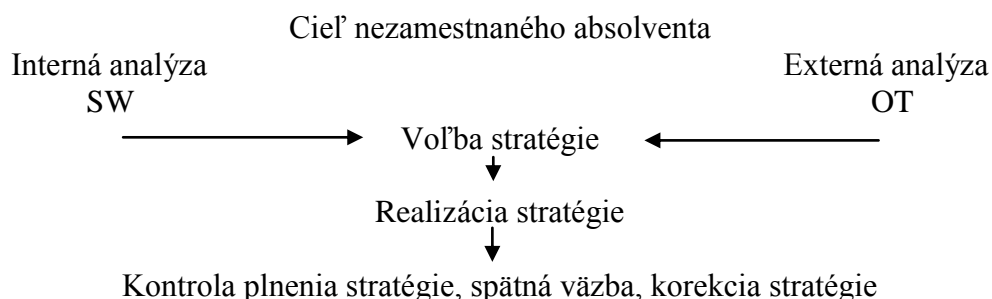 Cieľ nezamestnaného absolventa
Interná analýza Externá analýza
SW OT
Voľba stratégie
Realizácia stratégie
Kontrola plnenia stratégie, spätná väzba, korekcia stratégie